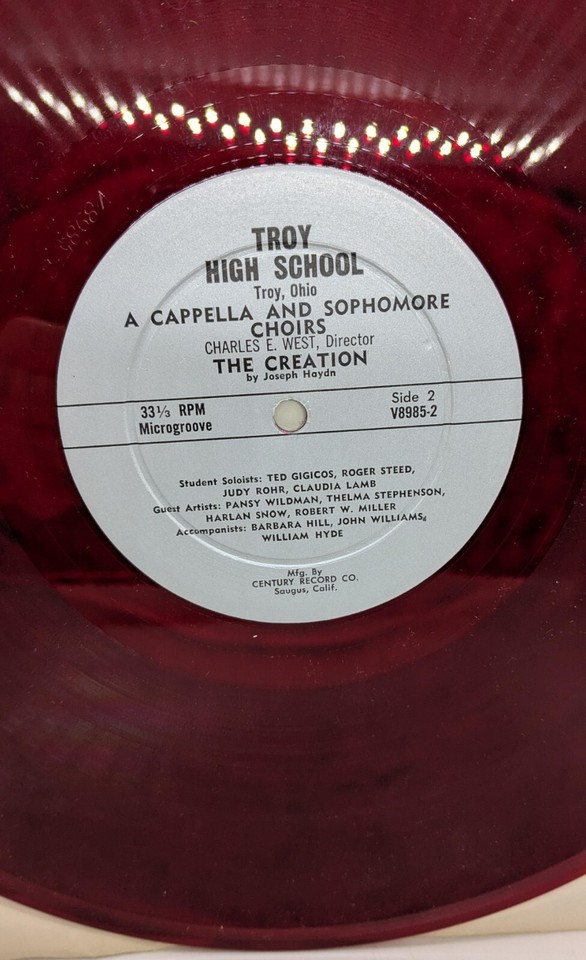 TROY
HIGH SCHOOL
Troy, Ohio
A CAPPELLA AND SOPHOMORE
CHOIRS
CHARLES E. WEST, Director
THE CREATION
by Joseph Haydn
33⅓ RPM
Microgroove
Side 2
V8985-2
Student Soloists: TED GIGICOS, ROGER STEED,
JUDY ROHR, CLAUDIA LAMB
Guest Artists: PANSY WILDMAN, THELMA STEPHENSON,
HARLAN SNOW, ROBERT W. MILLER
Accompanists: BARBARA HILL, JOHN WILLIAMS,
WILLIAM HYDE
Mfg. By
CENTURY RECORD CO.
Saugus, Calif.